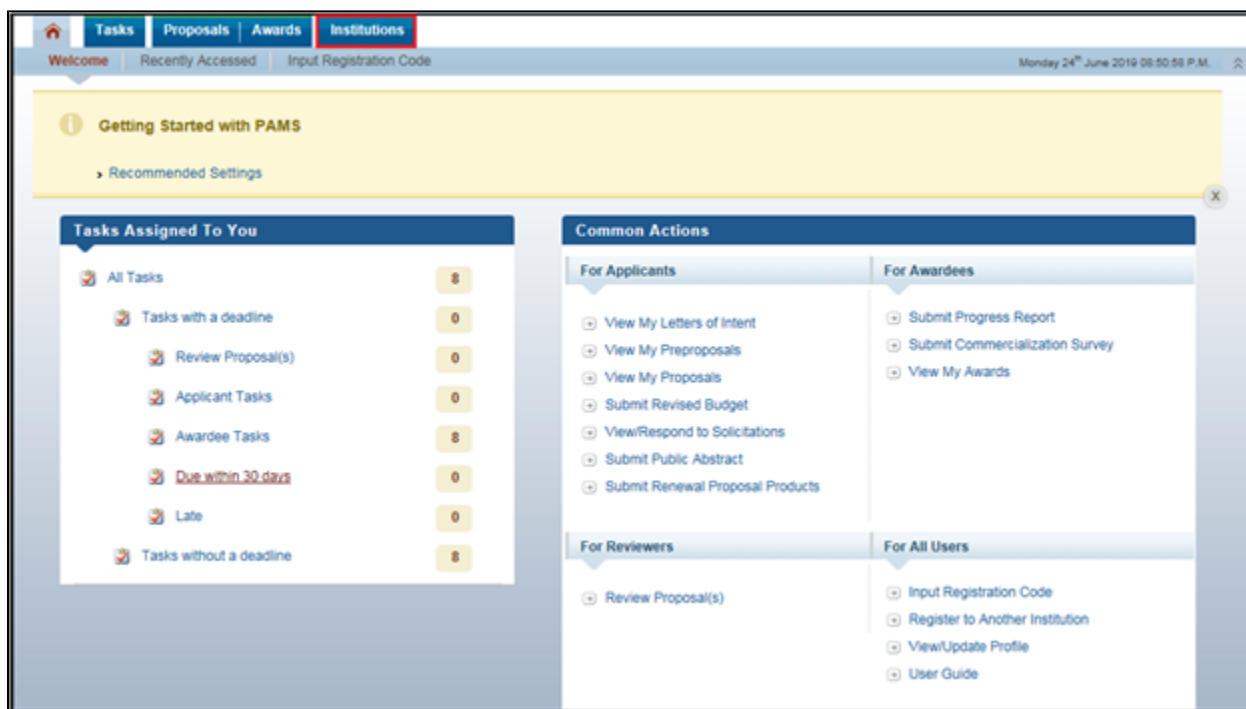 Tasks Proposals Awards Institutions
Welcome Recently Accessed Input Registration Code Monday 24th June 2019 08:50:58 P.M.
Getting Started with PAMS
Recommended Settings
X
Tasks Assigned To You
All Tasks 8
Tasks with a deadline 0
Review Proposal(s) 0
Applicant Tasks 0
Awardee Tasks 8
Due within 30 days 0
Late 0
Tasks without a deadline 8
Common Actions
For Applicants
View My Letters of Intent
View My Preproposals
View My Proposals
Submit Revised Budget
View/Respond to Solicitations
Submit Public Abstract
Submit Renewal Proposal Products
For Awardees
Submit Progress Report
Submit Commercialization Survey
View My Awards
For Reviewers
Review Proposal(s)
For All Users
Input Registration Code
Register to Another Institution
View/Update Profile
User Guide